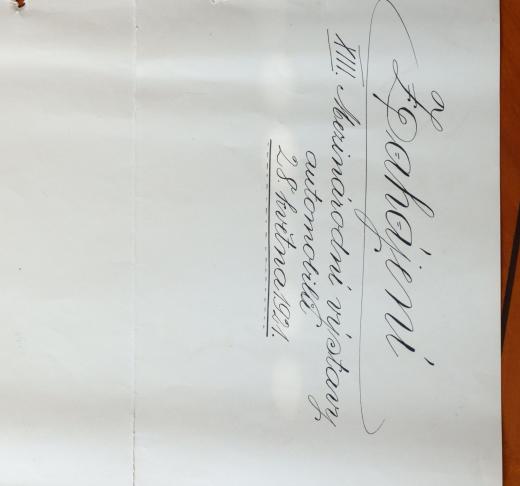 Zahájení
XIII. Mezinárodní výstavy
automobilů
28 května 1921.